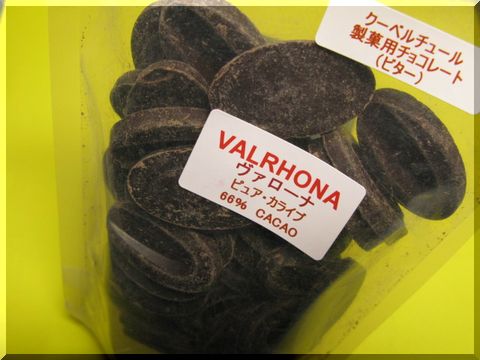 クーベルチュール
製菓用チョコレート
(ビター)
VALRHONA
ヴァローナ
ピュア・カライブ
66% CACAO